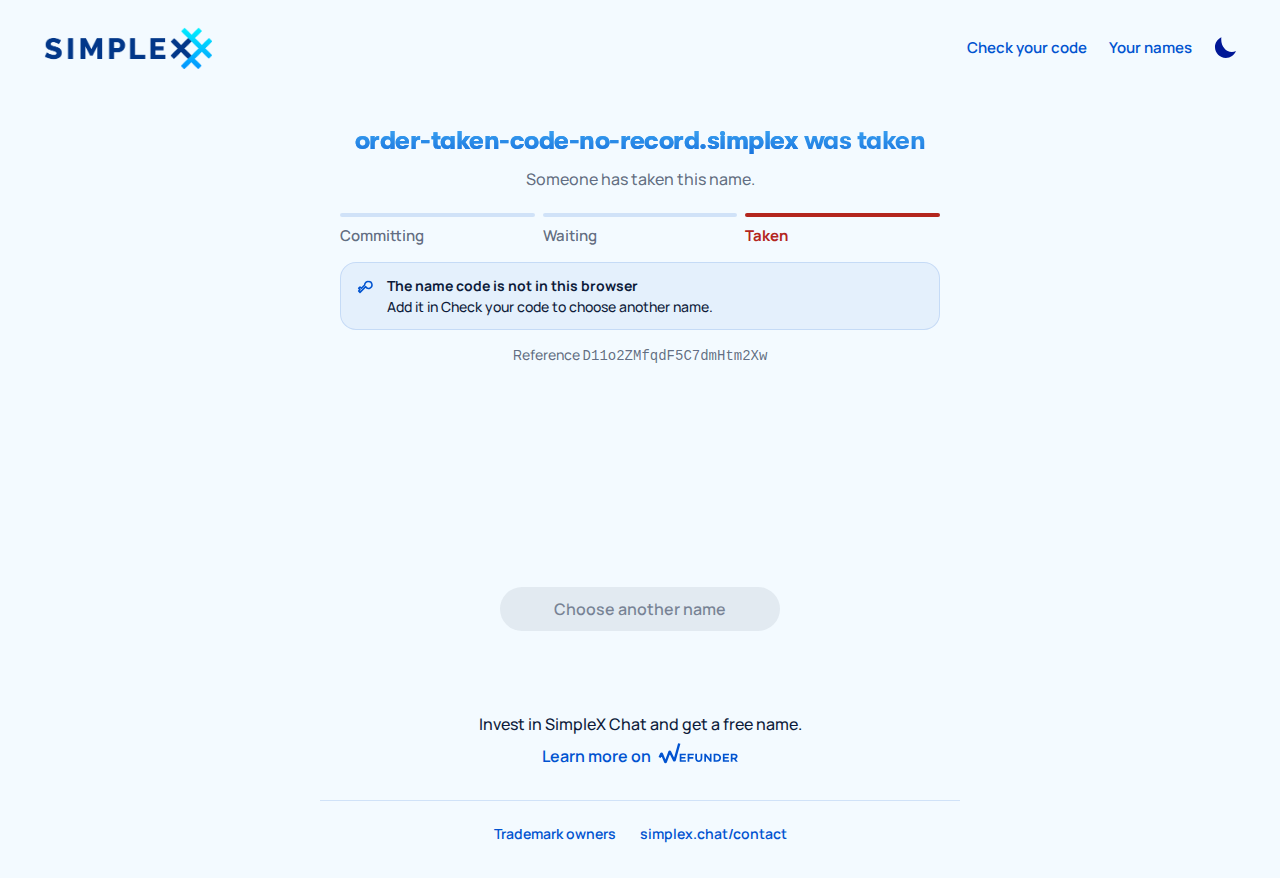 SIMPLEX
Check your code
Your names
order-taken-code-no-record.simplex was taken
Someone has taken this name.
Committing
Waiting
Taken
The name code is not in this browser
Add it in Check your code to choose another name.
Reference D11o2ZMfqdF5C7dmHtm2Xw
Choose another name
Invest in SimpleX Chat and get a free name.
Learn more on WEFUNDER
Trademark owners
simplex.chat/contact